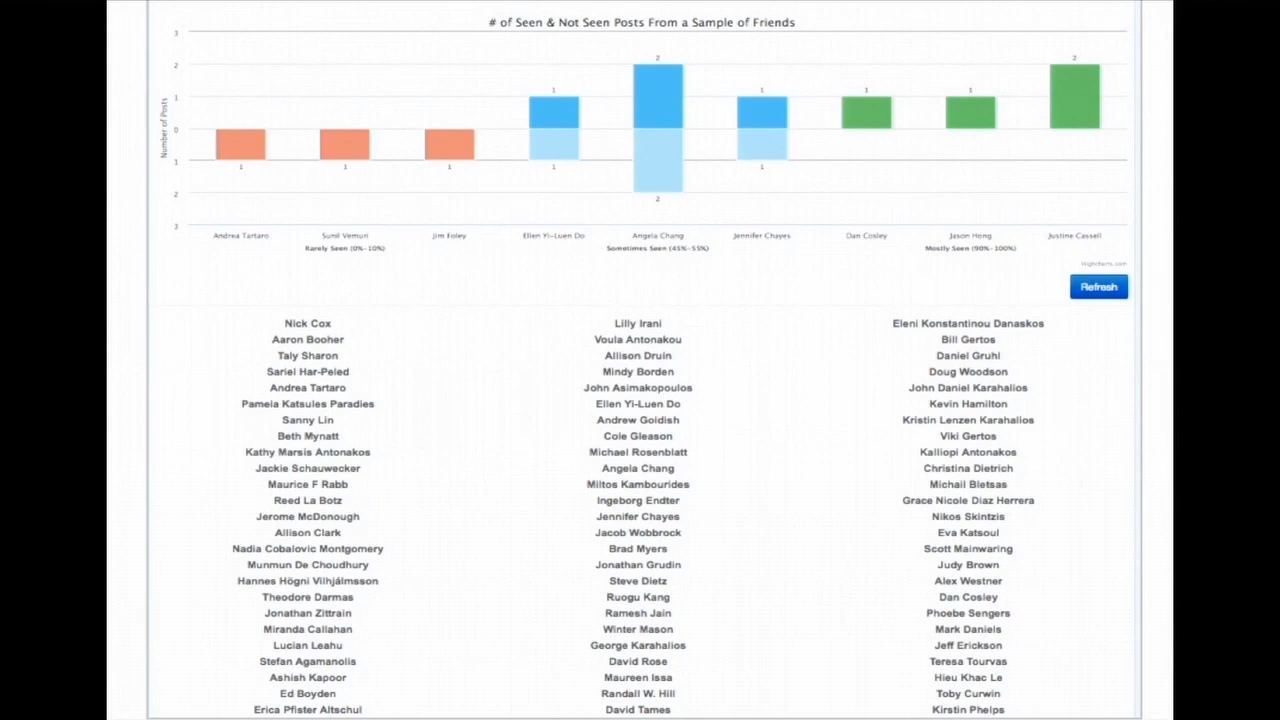 # of Seen & Not Seen Posts From a Sample of Friends
Number of Posts
3
2
1
0
1
2
3
1
1
1
1
1
2
2
1
1
1
1
2
Andrea Tartaro
Sunil Vemuri
Jim Foley
Ellen Yi-Luen Do
Angela Chang
Jennifer Chayes
Dan Cosley
Jason Hong
Justine Cassell
Rarely Seen (0%-10%)
Sometimes Seen (45%-55%)
Mostly Seen (90%-100%)
Highcharts.com
Refresh
Nick Cox
Aaron Booher
Taly Sharon
Sariel Har-Peled
Andrea Tartaro
Pamela Katsules Paradies
Sanny Lin
Beth Mynatt
Kathy Marsis Antonakos
Jackie Schauwecker
Maurice F Rabb
Reed La Botz
Jerome McDonough
Allison Clark
Nadia Cobalovic Montgomery
Munmun De Choudhury
Hannes Högni Vilhjálmsson
Theodore Darmas
Jonathan Zittrain
Miranda Callahan
Lucian Leahu
Stefan Agamanolis
Ashish Kapoor
Ed Boyden
Erica Pfister Altschul
Lilly Irani
Voula Antonakou
Allison Druin
Mindy Borden
John Asimakopoulos
Ellen Yi-Luen Do
Andrew Goldish
Cole Gleason
Michael Rosenblatt
Angela Chang
Miltos Kambourides
Ingeborg Endter
Jennifer Chayes
Jacob Wobbrock
Brad Myers
Jonathan Grudin
Steve Dietz
Ruogu Kang
Ramesh Jain
Winter Mason
George Karahalios
David Rose
Maureen Issa
Randall W. Hill
David Tames
Eleni Konstantinou Danaskos
Bill Gertos
Daniel Gruhl
Doug Woodson
John Daniel Karahalios
Kevin Hamilton
Kristin Lenzen Karahalios
Viki Gertos
Kalliopi Antonakos
Christina Dietrich
Michail Bletsas
Grace Nicole Diaz Herrera
Nikos Skintzis
Eva Katsoul
Scott Mainwaring
Judy Brown
Alex Westner
Dan Cosley
Phoebe Sengers
Mark Daniels
Jeff Erickson
Teresa Tourvas
Hieu Khac Le
Toby Curwin
Kirstin Phelps